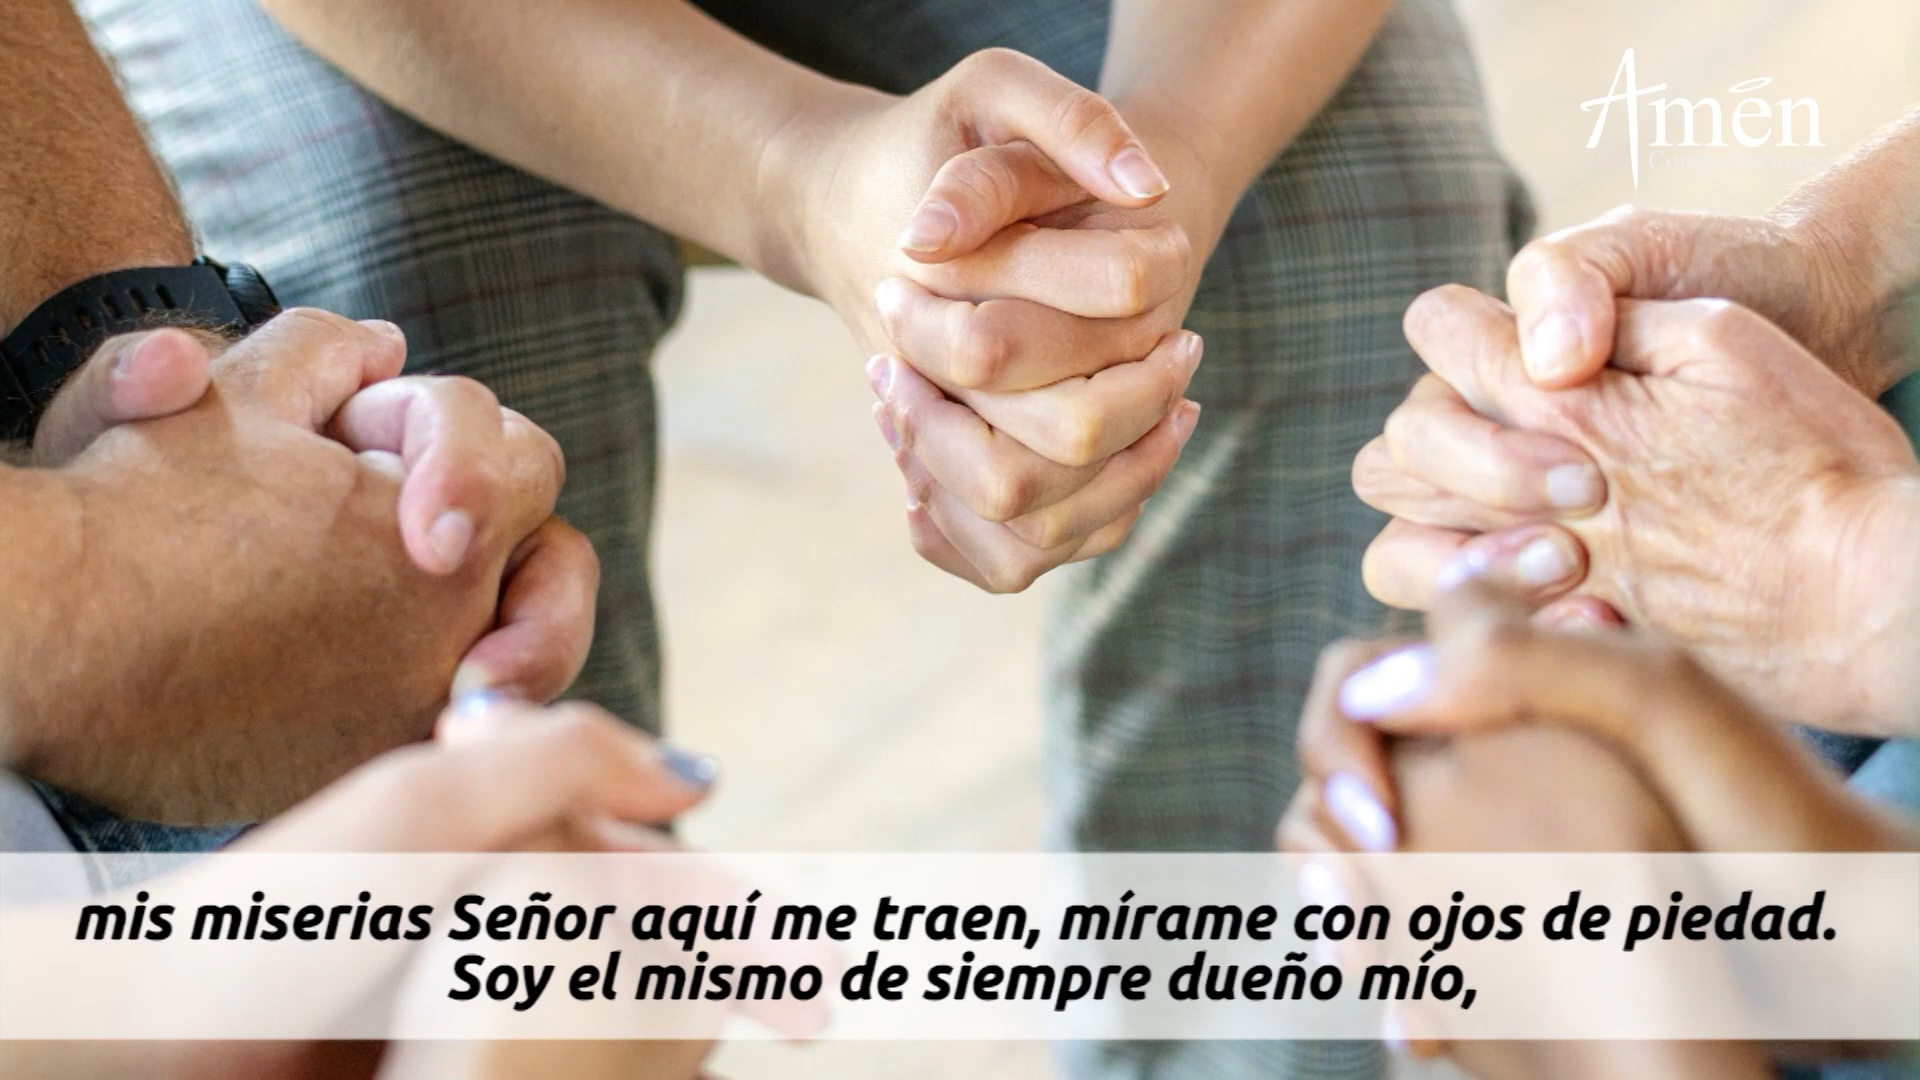 Amén
mis miserias Señor aquí me traen, mírame con ojos de piedad.
Soy el mismo de siempre dueño mío,